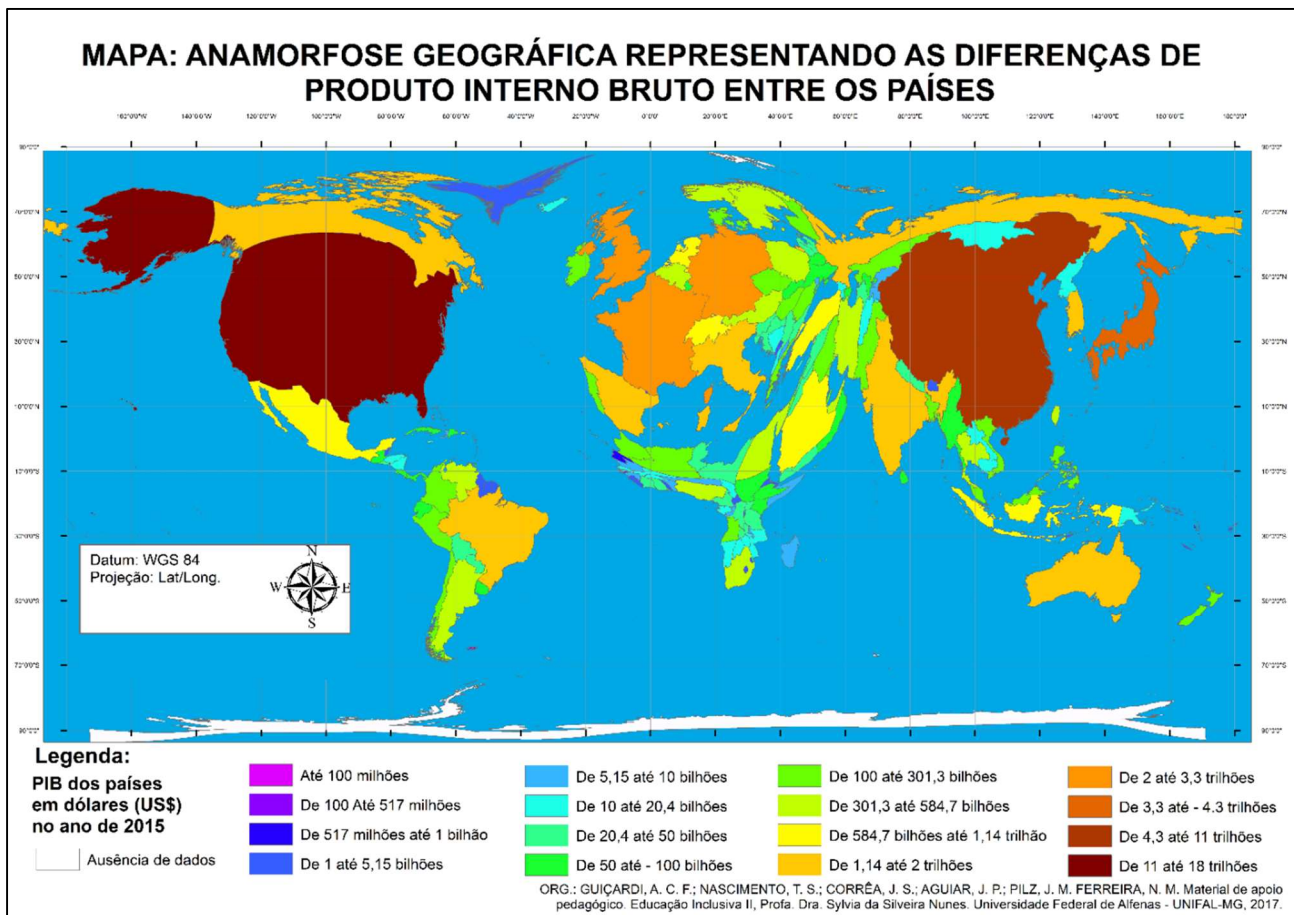 MAPA: ANAMORFOSE GEOGRÁFICA REPRESENTANDO AS DIFERENÇAS DE
PRODUTO INTERNO BRUTO ENTRE OS PAÍSES
Datum: WGS 84
Projeção: Lat/Long.
N
W E
S
Legenda:
PIB dos países
em dólares (US$)
no ano de 2015
Ausência de dados
Até 100 milhões
De 100 Até 517 milhões
De 517 milhões até 1 bilhão
De 1 até 5,15 bilhões
De 5,15 até 10 bilhões
De 10 até 20,4 bilhões
De 20,4 até 50 bilhões
De 50 até - 100 bilhões
De 100 até 301,3 bilhões
De 301,3 até 584,7 bilhões
De 584,7 bilhões até 1,14 trilhão
De 1,14 até 2 trilhões
De 2 até 3,3 trilhões
De 3,3 até - 4.3 trilhões
De 4,3 até 11 trilhões
De 11 até 18 trilhões
ORG.: GUIÇARDI, A. C. F.; NASCIMENTO, T. S.; CORRÊA, J. S.; AGUIAR, J. P.; PILZ, J. M. FERREIRA, N. M. Material de apoio
pedagógico. Educação Inclusiva II, Profa. Dra. Sylvia da Silveira Nunes. Universidade Federal de Alfenas - UNIFAL-MG, 2017.